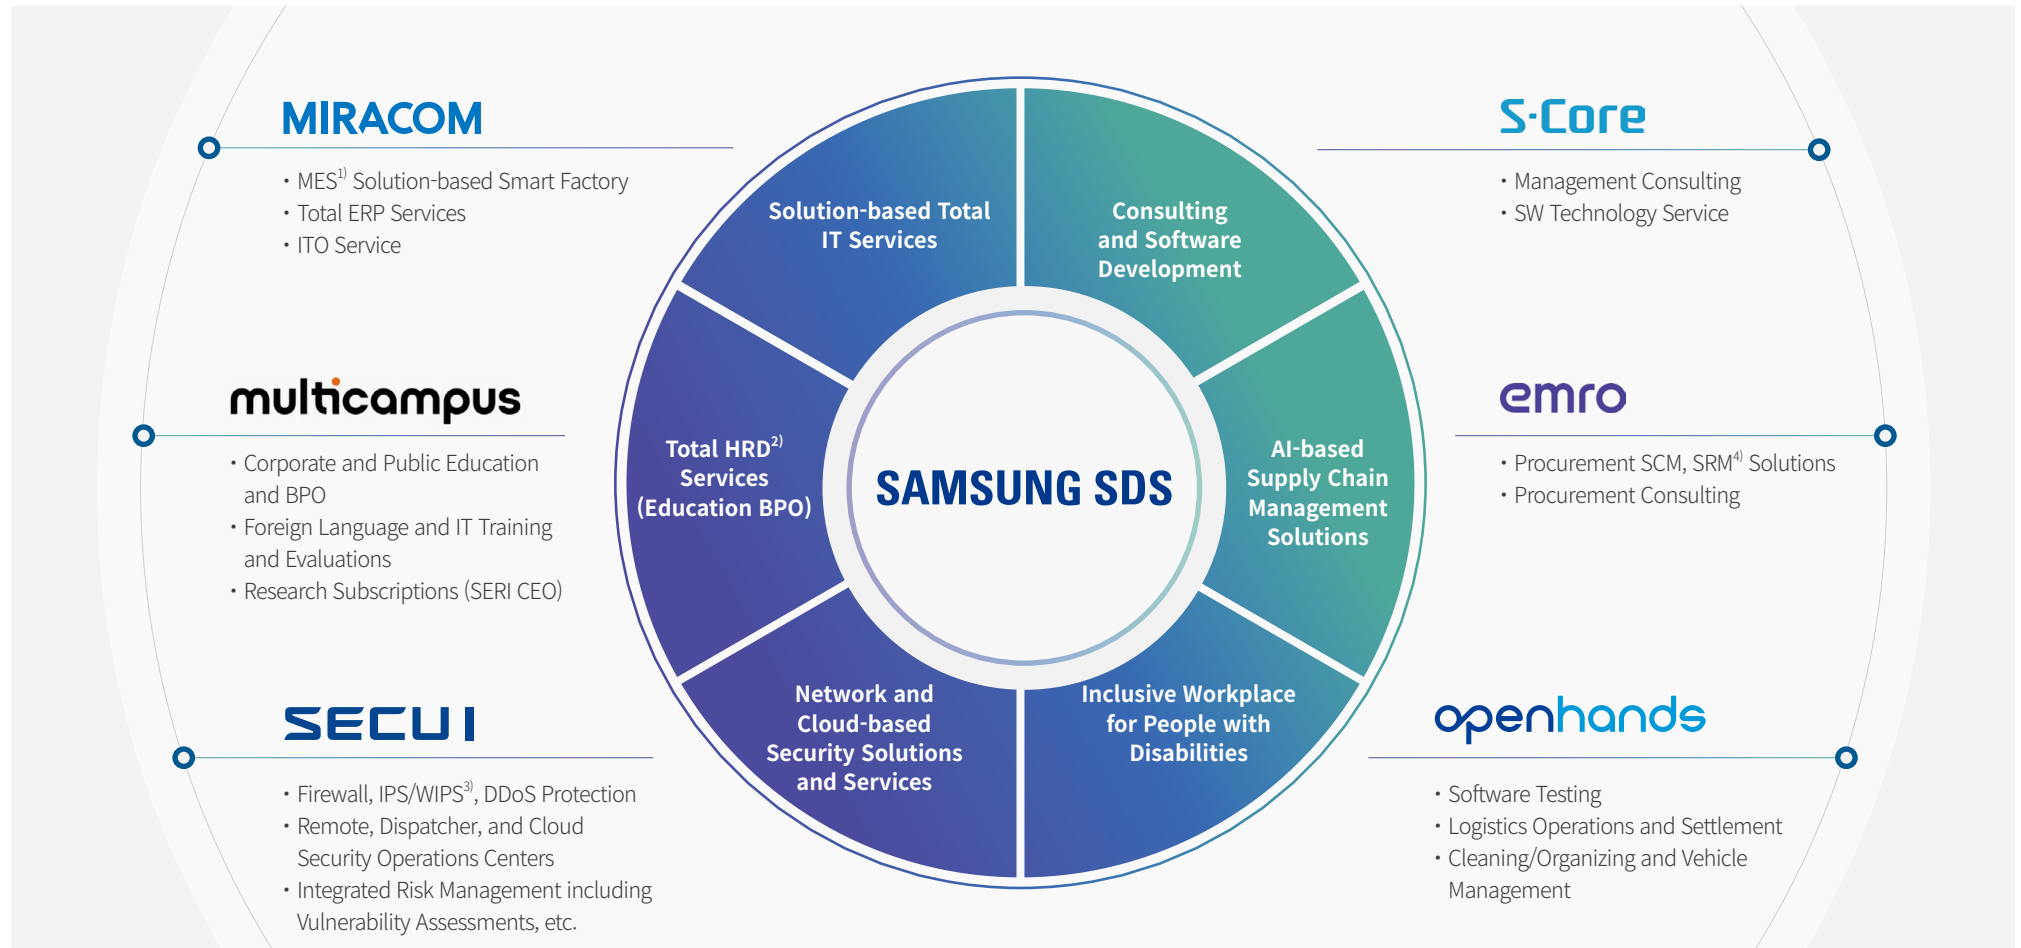 MIRACOM
• MES1) Solution-based Smart Factory
• Total ERP Services
• ITO Service
multicampus
• Corporate and Public Education
and BPO
• Foreign Language and IT Training
and Evaluations
• Research Subscriptions (SERI CEO)
SECUI
• Firewall, IPS/WIPS3), DDoS Protection
• Remote, Dispatcher, and Cloud
Security Operations Centers
• Integrated Risk Management including
Vulnerability Assessments, etc.
Solution-based Total
IT Services
Consulting
and Software
Development
Total HRD2)
Services
(Education BPO)
SAMSUNG SDS
AI-based
Supply Chain
Management
Solutions
Network and
Cloud-based
Security Solutions
and Services
Inclusive Workplace
for People with
Disabilities
S-Core
• Management Consulting
• SW Technology Service
emro
• Procurement SCM, SRM4) Solutions
• Procurement Consulting
openhands
• Software Testing
• Logistics Operations and Settlement
• Cleaning/Organizing and Vehicle
Management